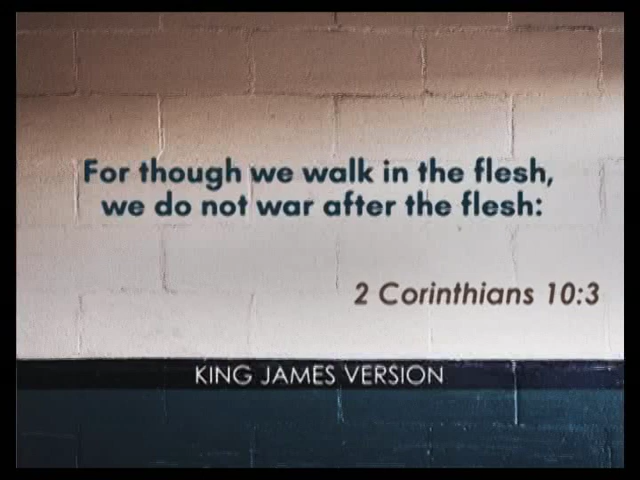 For though we walk in the flesh,
we do not war after the flesh:
2 Corinthians 10:3
KING JAMES VERSION